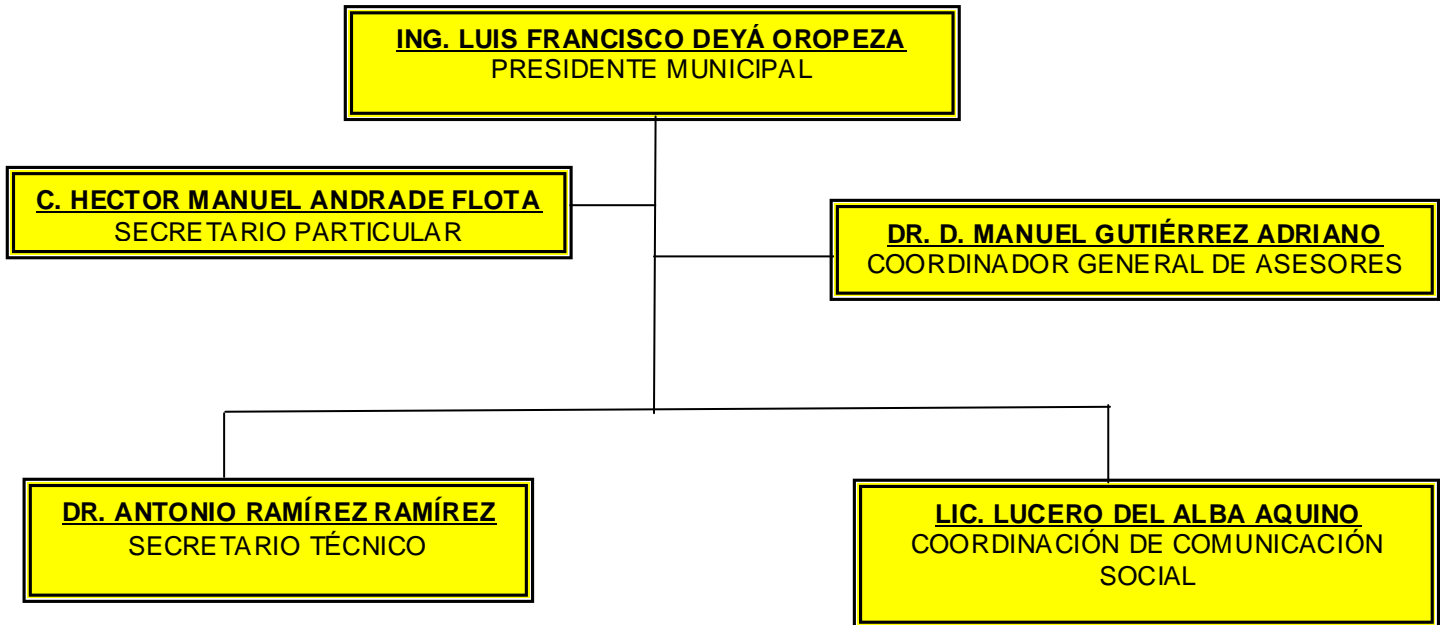 ING. LUIS FRANCISCO DEYÁ OROPEZA
PRESIDENTE MUNICIPAL
C. HECTOR MANUEL ANDRADE FLOTA
SECRETARIO PARTICULAR
DR. D. MANUEL GUTIÉRREZ ADRIANO
COORDINADOR GENERAL DE ASESORES
DR. ANTONIO RAMÍREZ RAMÍREZ
SECRETARIO TÉCNICO
LIC. LUCERO DEL ALBA AQUINO
COORDINACIÓN DE COMUNICACIÓN
SOCIAL